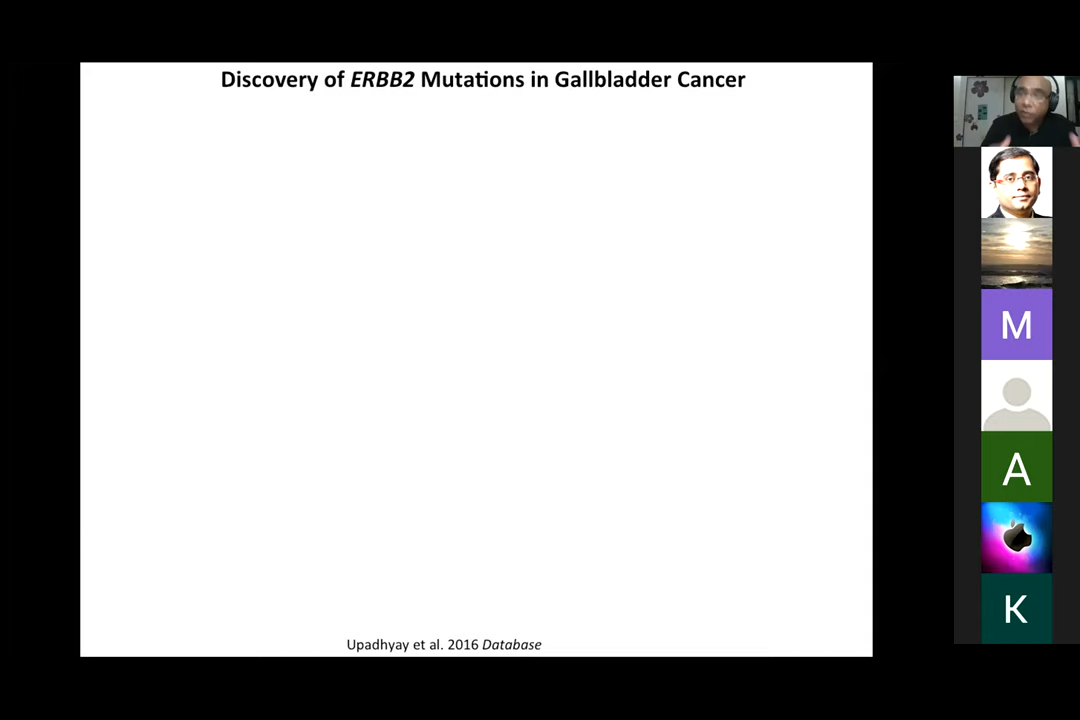 Discovery of ERBB2 Mutations in Gallbladder Cancer
M
A
K
Upadhyay et al. 2016 Database